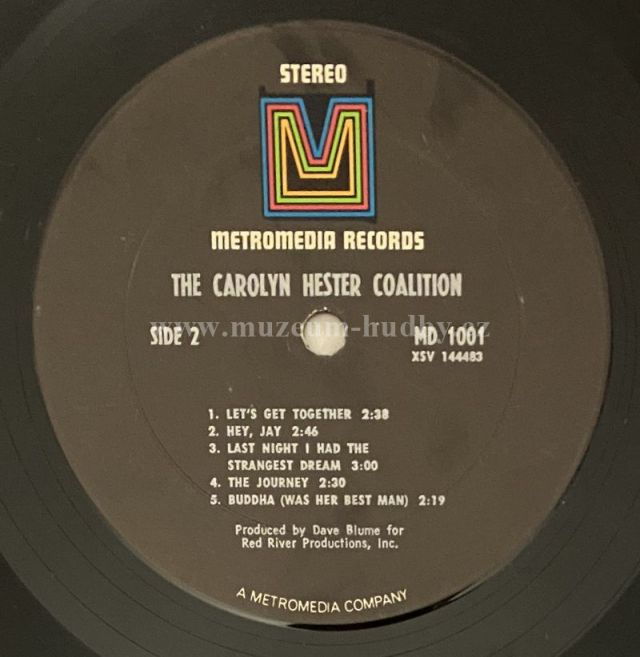 STEREO
METROMEDIA RECORDS
THE CAROLYN HESTER COALITION
www.muzeum-hudby.cz
SIDE 2
MD 1001
XSV 144483
1. LET'S GET TOGETHER 2:38
2. HEY, JAY 2:46
3. LAST NIGHT I HAD THE
STRANGEST DREAM 3:00
4. THE JOURNEY 2:30
5. BUDDHA (WAS HER BEST MAN) 2:19
Produced by Dave Blume for
Red River Productions, Inc.
A METROMEDIA COMPANY